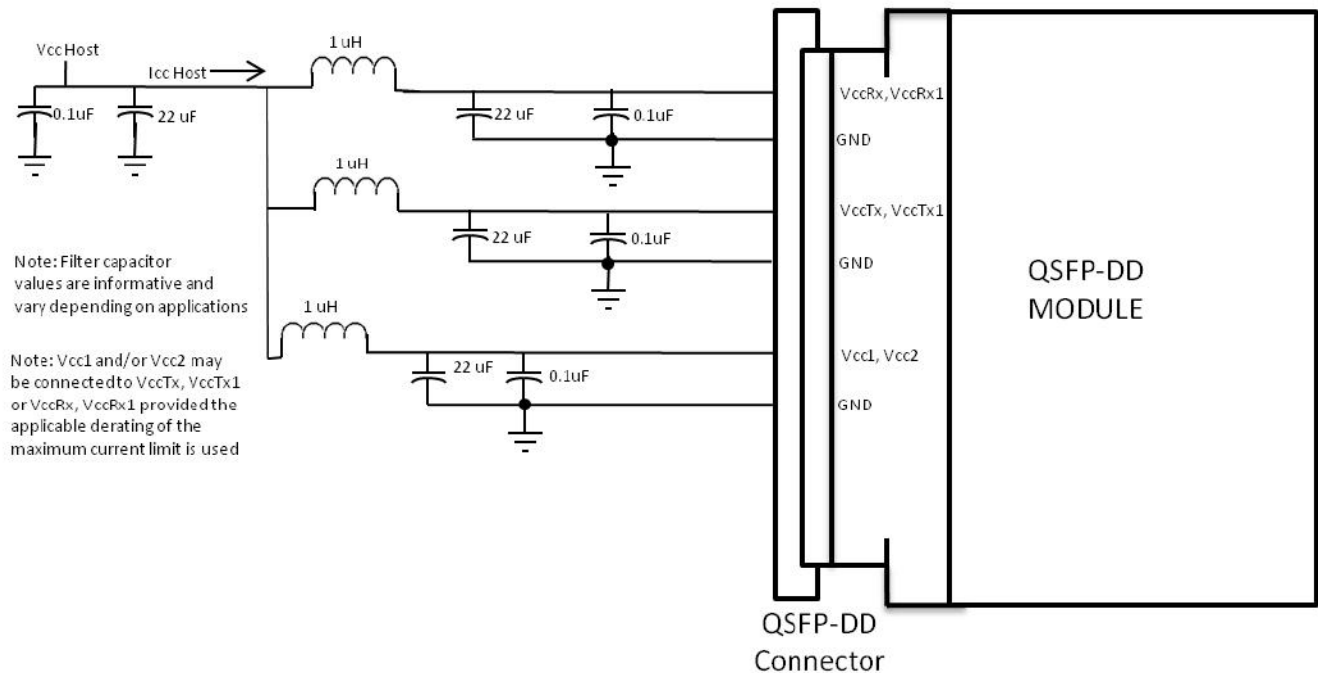 Vcc Host
Icc Host
1 uH
0.1uF
22 uF
22 uF
0.1uF
VccRx, VccRx1
GND
1 uH
VccTx, VccTx1
22 uF
0.1uF
GND
Note: Filter capacitor
values are informative and
vary depending on applications
QSFP-DD
MODULE
1 uH
Note: Vcc1 and/or Vcc2 may
be connected to VccTx, VccTx1
or VccRx, VccRx1 provided the
applicable derating of the
maximum current limit is used
22 uF
0.1uF
Vcc1, Vcc2
GND
QSFP-DD
Connector